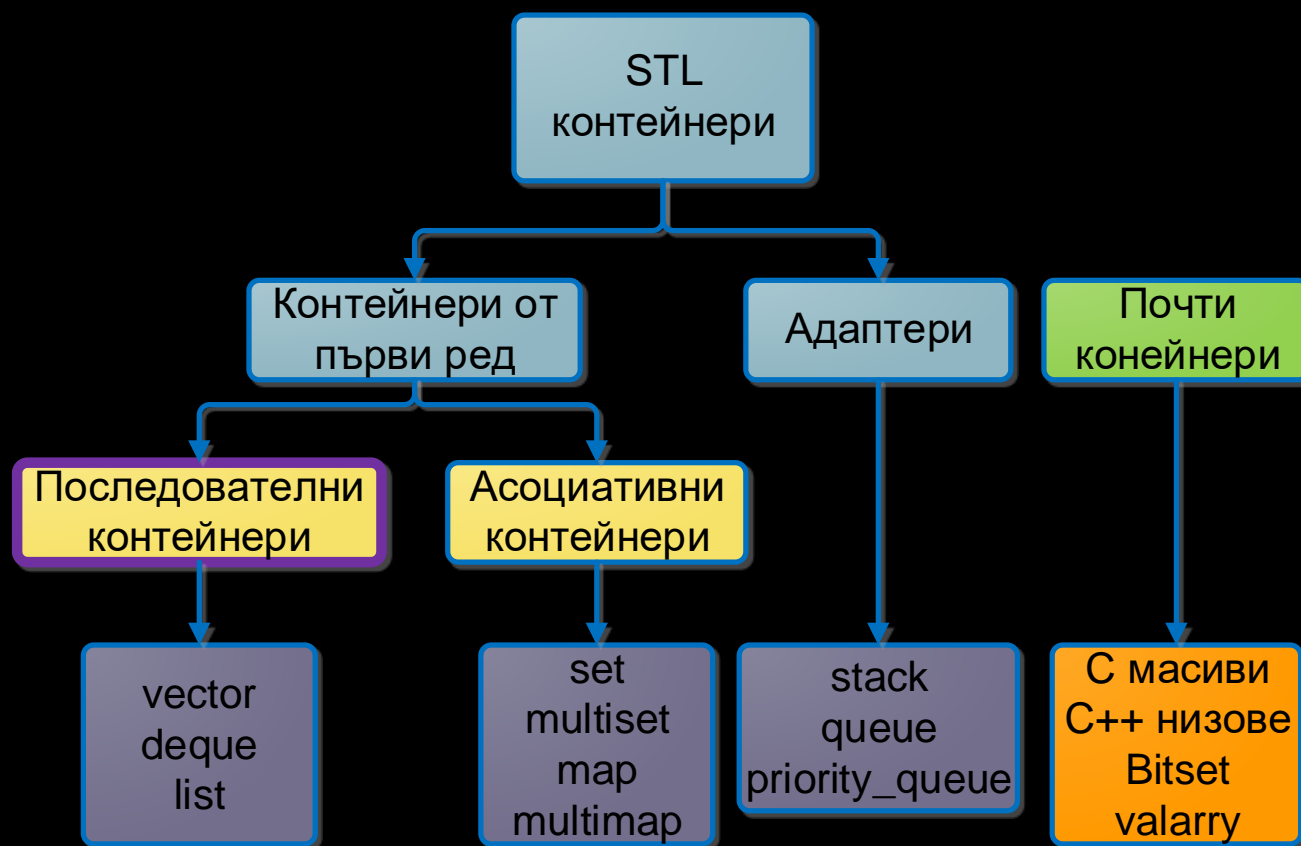 STL
контейнери
Контейнери от
първи ред
Адаптери
Почти
конейнери
Последователни
контейнери
Асоциативни
контейнери
vector
deque
list
set
multiset
map
multimap
stack
queue
priority_queue
С масиви
С++ низове
Bitset
valarry